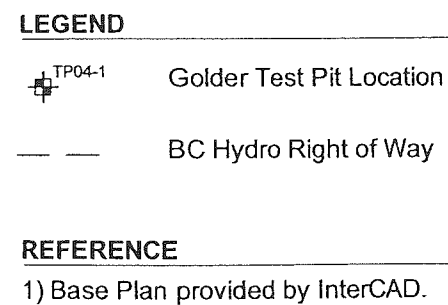 LEGEND
TP04-1 Golder Test Pit Location
BC Hydro Right of Way
REFERENCE
1) Base Plan provided by InterCAD.